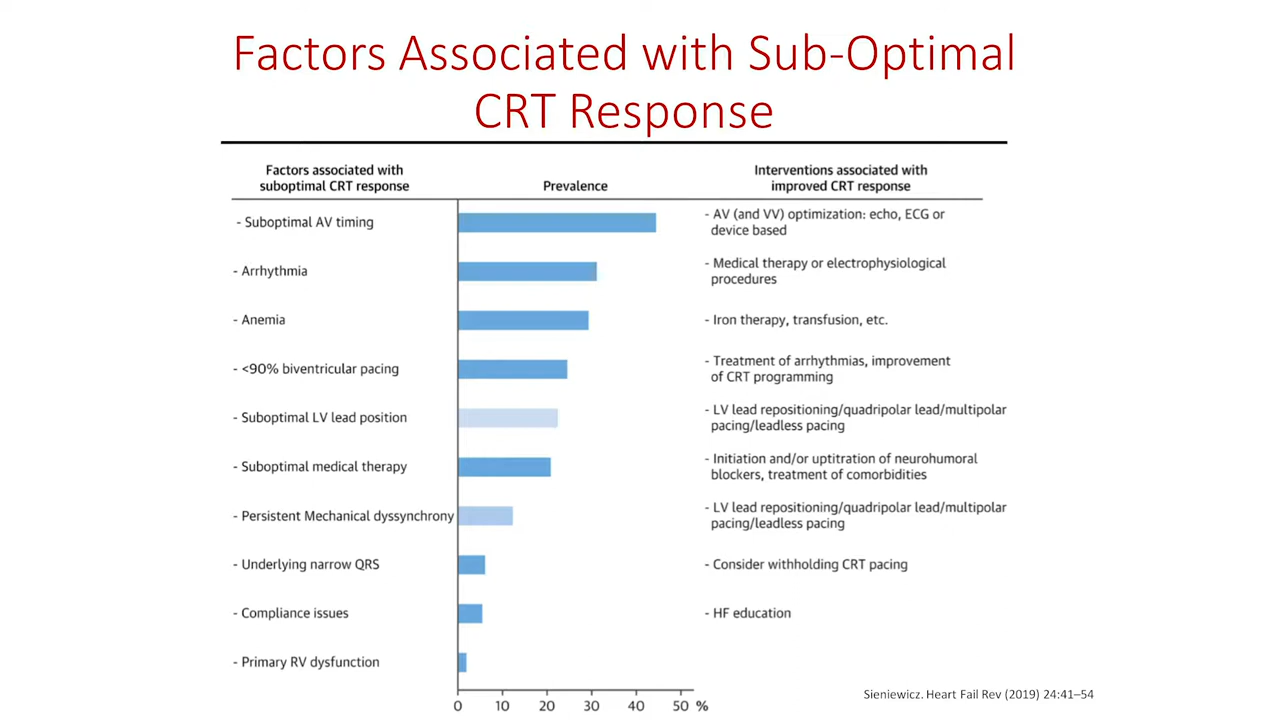 Factors Associated with Sub-Optimal
CRT Response
Factors associated with
suboptimal CRT response
Prevalence
Interventions associated with
improved CRT response
- Suboptimal AV timing
- AV (and VV) optimization: echo, ECG or
device based
- Arrhythmia
- Medical therapy or electrophysiological
procedures
- Anemia
- Iron therapy, transfusion, etc.
- <90% biventricular pacing
- Treatment of arrhythmias, improvement
of CRT programming
- Suboptimal LV lead position
- LV lead repositioning/quadripolar lead/multipolar
pacing/leadless pacing
- Suboptimal medical therapy
- Initiation and/or uptitration of neurohumoral
blockers, treatment of comorbidities
- Persistent Mechanical dyssynchrony
- LV lead repositioning/quadripolar lead/multipolar
pacing/leadless pacing
- Underlying narrow QRS
- Consider withholding CRT pacing
- Compliance issues
- HF education
- Primary RV dysfunction
0 10 20 30 40 50 %
Sieniewicz. Heart Fail Rev (2019) 24:41–54